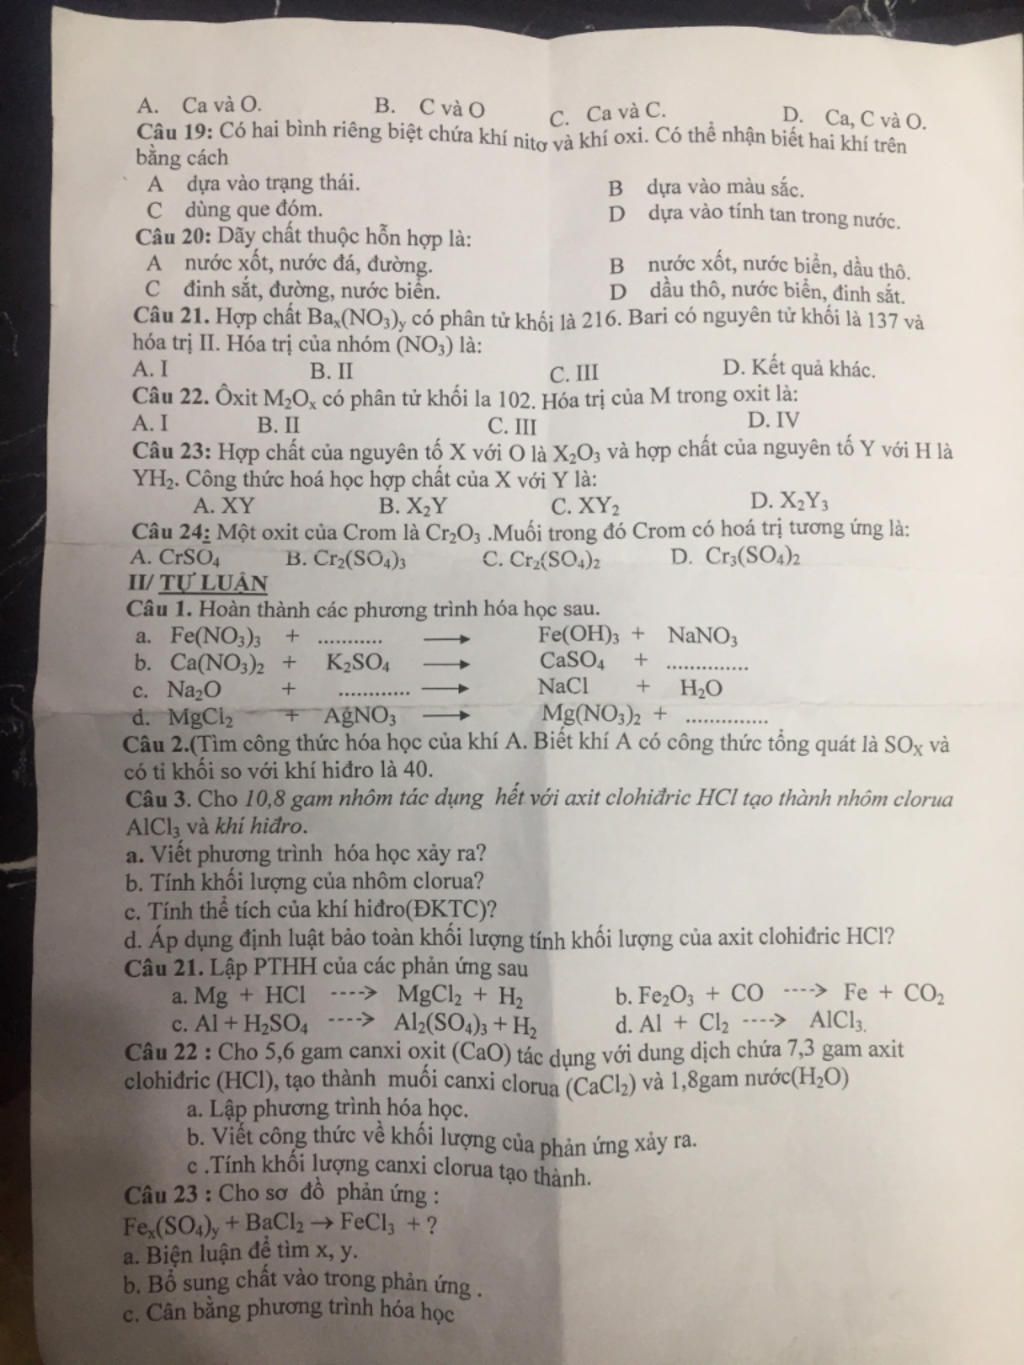 A. Ca và O. B. C và O C. Ca và C. D. Ca, C và O.
Câu 19: Có hai bình riêng biệt chứa khí nitơ và khí oxi. Có thể nhận biết hai khí trên
bằng cách
A dựa vào trạng thái. B dựa vào màu sắc.
C dùng que đóm. D dựa vào tính tan trong nước.
Câu 20: Dãy chất thuộc hỗn hợp là:
A nước xốt, nước đá, đường. B nước xốt, nước biển, dầu thô.
C đinh sắt, đường, nước biển. D dầu thô, nước biển, đinh sắt.
Câu 21. Hợp chất Baₓ(NO₃)ᵧ có phân tử khối là 216. Bari có nguyên tử khối là 137 và
hóa trị II. Hóa trị của nhóm (NO₃) là:
A. I B. II C. III D. Kết quả khác.
Câu 22. Ôxit M₂Oₓ có phân tử khối la 102. Hóa trị của M trong oxit là:
A. I B. II C. III D. IV
Câu 23: Hợp chất của nguyên tố X với O là X₂O₃ và hợp chất của nguyên tố Y với H là
YH₂. Công thức hoá học hợp chất của X với Y là:
A. XY B. X₂Y C. XY₂ D. X₂Y₃
Câu 24: Một oxit của Crom là Cr₂O₃ .Muối trong đó Crom có hoá trị tương ứng là:
A. CrSO₄ B. Cr₂(SO₄)₃ C. Cr₂(SO₄)₂ D. Cr₃(SO₄)₂
II/ TỰ LUẬN
Câu 1. Hoàn thành các phương trình hóa học sau.
a. Fe(NO₃)₃ + ............ → Fe(OH)₃ + NaNO₃
b. Ca(NO₃)₂ + K₂SO₄ → CaSO₄ + ..............
c. Na₂O + ............. → NaCl + H₂O
d. MgCl₂ + AgNO₃ → Mg(NO₃)₂ + ..............
Câu 2.(Tìm công thức hóa học của khí A. Biết khí A có công thức tổng quát là SOₓ và
có tỉ khối so với khí hiđro là 40.
Câu 3. Cho 10,8 gam nhôm tác dụng hết với axit clohiđric HCl tạo thành nhôm clorua
AlCl₃ và khí hiđro.
a. Viết phương trình hóa học xảy ra?
b. Tính khối lượng của nhôm clorua?
c. Tính thể tích của khí hiđro(ĐKTC)?
d. Áp dụng định luật bảo toàn khối lượng tính khối lượng của axit clohiđric HCl?
Câu 21. Lập PTHH của các phản ứng sau
a. Mg + HCl ----> MgCl₂ + H₂ b. Fe₂O₃ + CO ----> Fe + CO₂
c. Al + H₂SO₄ ----> Al₂(SO₄)₃ + H₂ d. Al + Cl₂ ----> AlCl₃.
Câu 22 : Cho 5,6 gam canxi oxit (CaO) tác dụng với dung dịch chứa 7,3 gam axit
clohiđric (HCl), tạo thành muối canxi clorua (CaCl₂) và 1,8gam nước(H₂O)
a. Lập phương trình hóa học.
b. Viết công thức về khối lượng của phản ứng xảy ra.
c .Tính khối lượng canxi clorua tạo thành.
Câu 23 : Cho sơ đồ phản ứng :
Feₓ(SO₄)ᵧ + BaCl₂ → FeCl₃ + ?
a. Biện luận để tìm x, y.
b. Bổ sung chất vào trong phản ứng .
c. Cân bằng phương trình hóa học